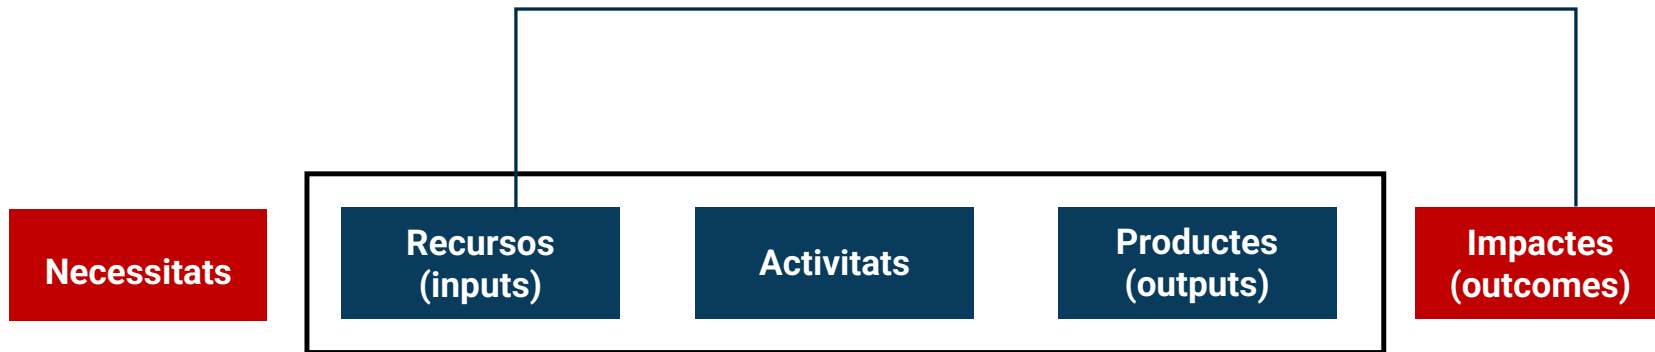 Necessitats
Recursos
(inputs)
Activitats
Productes
(outputs)
Impactes
(outcomes)